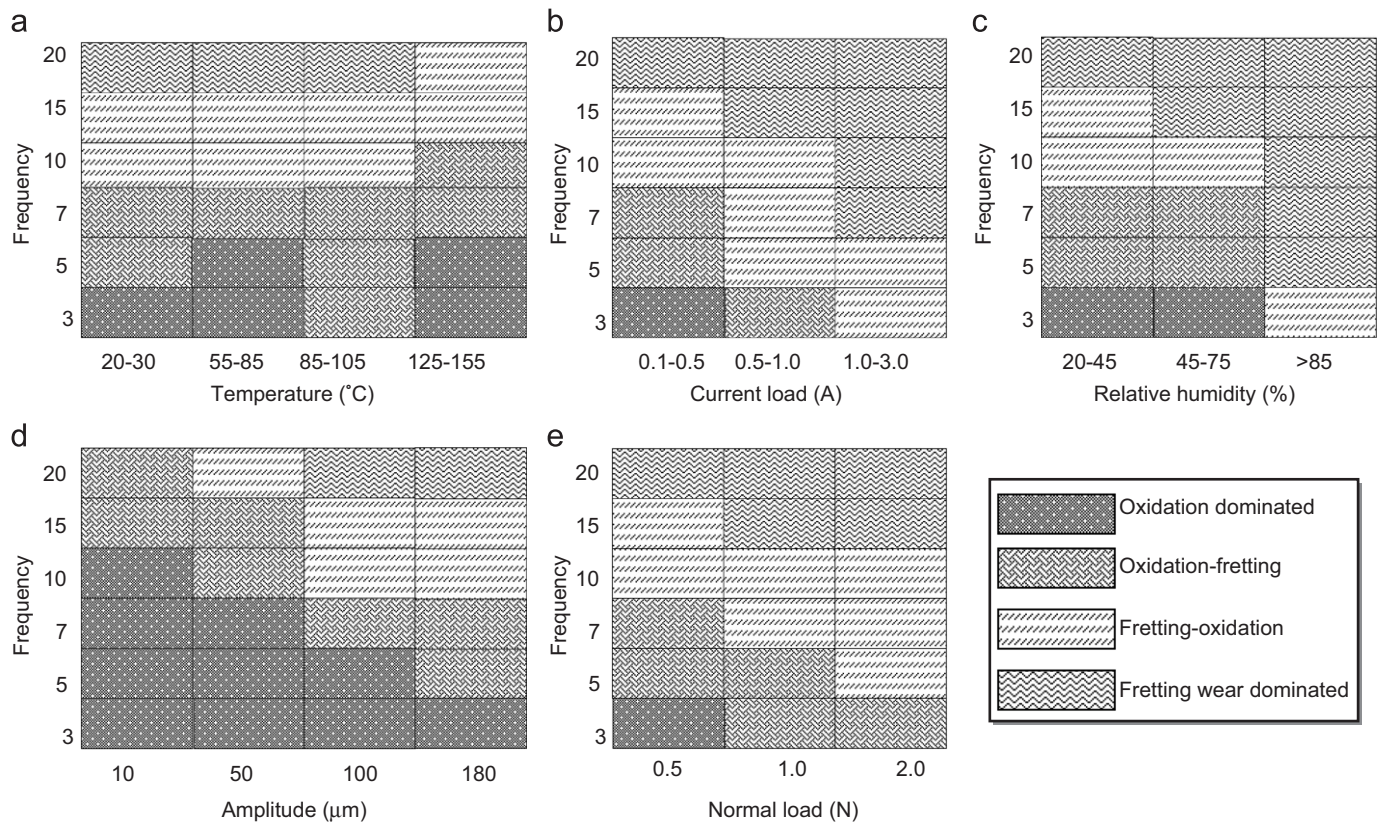 a
Frequency
20
15
10
7
5
3
20-30 55-85 85-105 125-155
Temperature (˚C)
b
Frequency
20
15
10
7
5
3
0.1-0.5 0.5-1.0 1.0-3.0
Current load (A)
c
Frequency
20
15
10
7
5
3
20-45 45-75 >85
Relative humidity (%)
d
Frequency
20
15
10
7
5
3
10 50 100 180
Amplitude (μm)
e
Frequency
20
15
10
7
5
3
0.5 1.0 2.0
Normal load (N)
Oxidation dominated
Oxidation-fretting
Fretting-oxidation
Fretting wear dominated